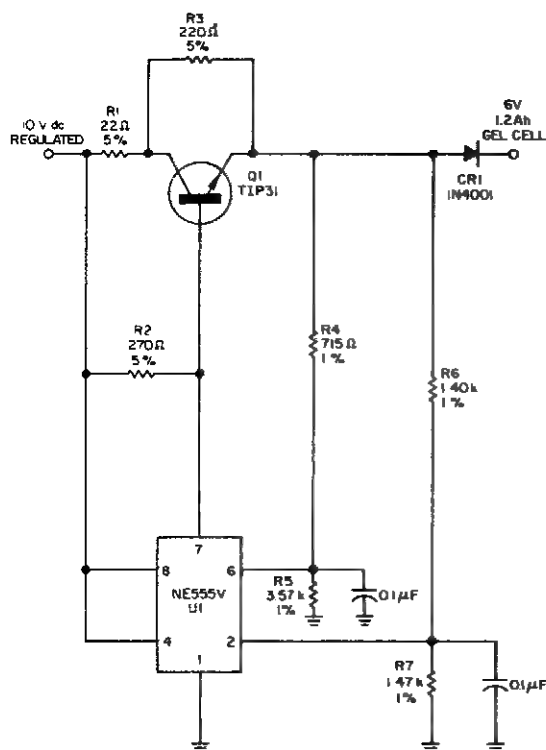 R3
220Ω
5%
10 V dc
REGULATED
R1
22Ω
5%
Q1
TIP31
6V
1.2Ah
GEL CELL
CR1
1N4001
R2
270Ω
5%
R4
715Ω
1%
R6
1.40k
1%
7
8
6
NE555V
U1
4
2
1
R5
3.57k
1%
0.1μF
R7
1.47k
1%
0.1μF